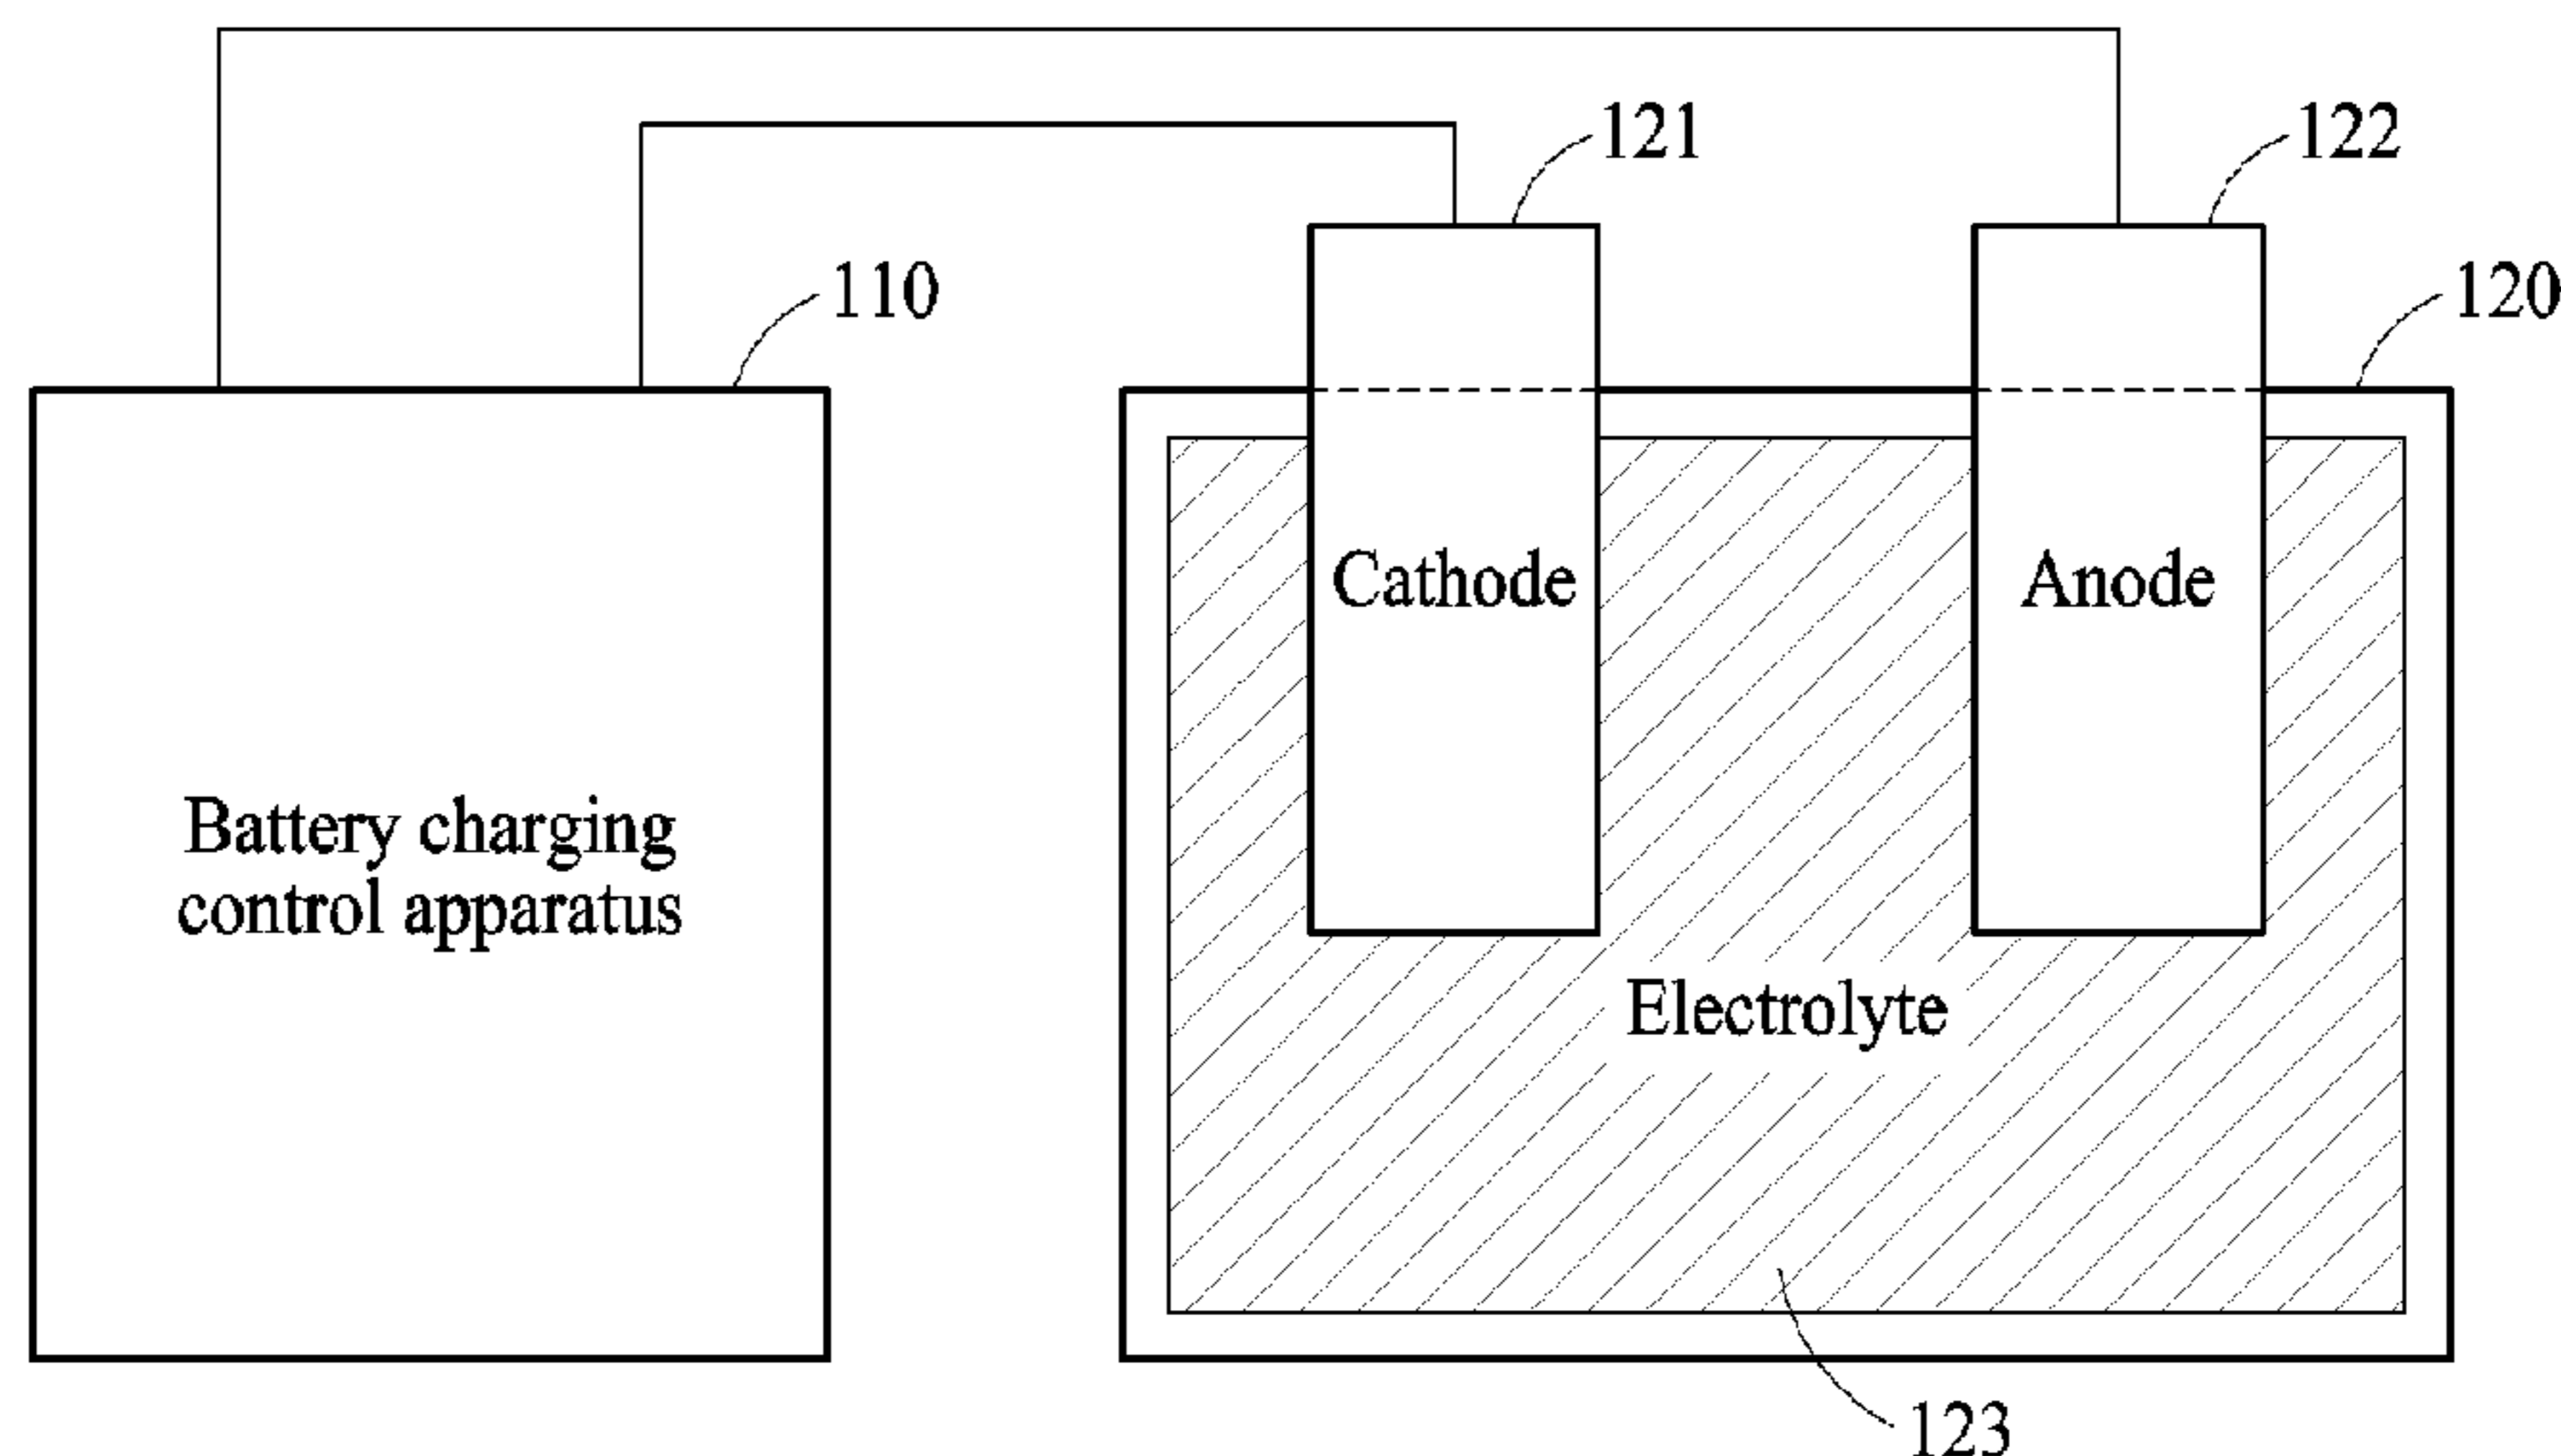 121
122
110
120
Cathode
Anode
Battery charging
control apparatus
Electrolyte
123